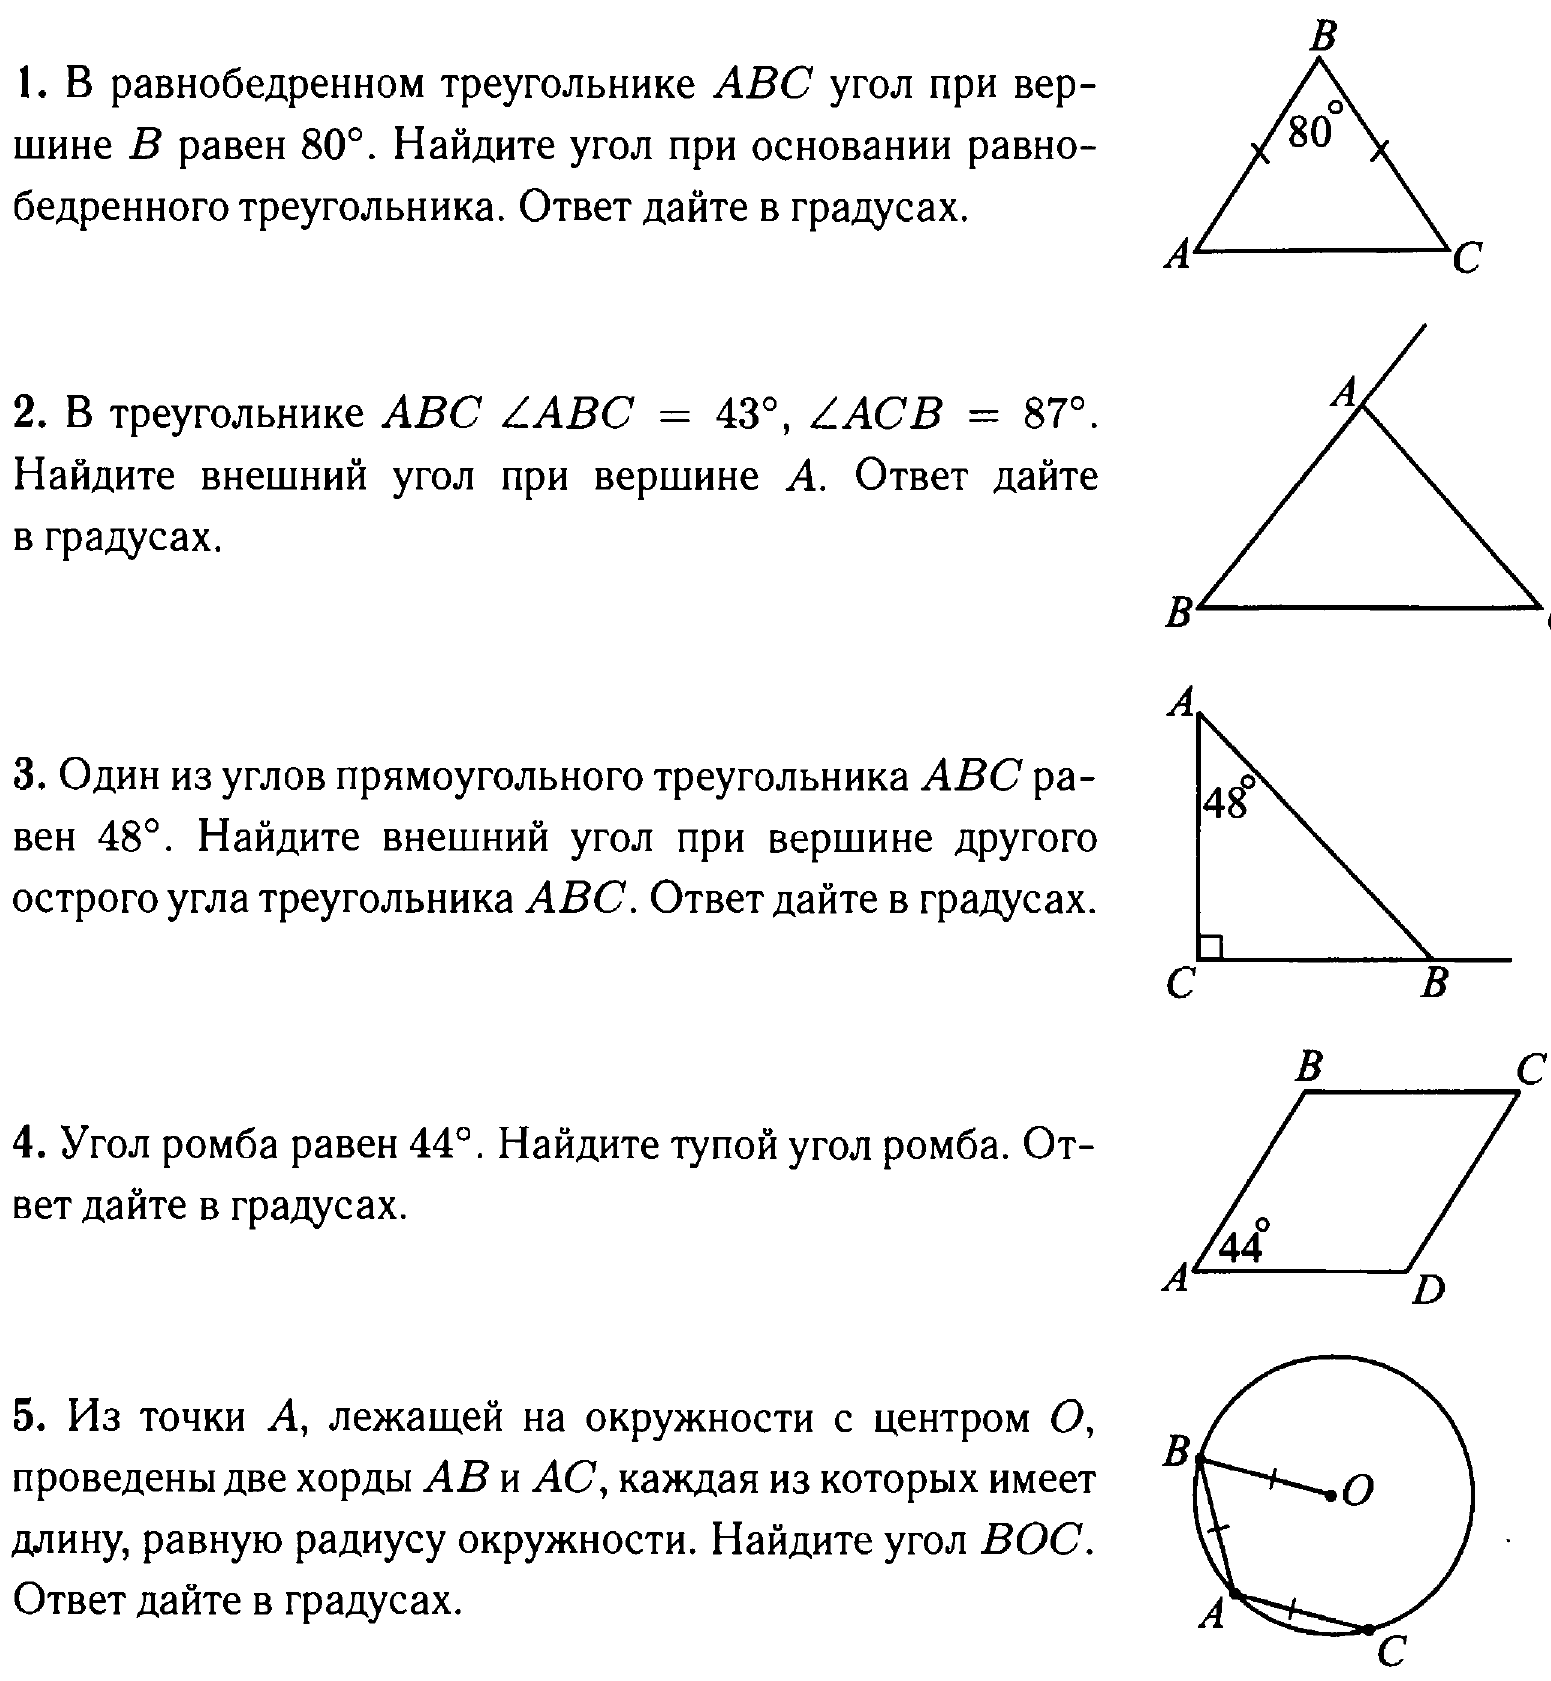 1. В равнобедренном треугольнике ABC угол при вер-
шине B равен 80°. Найдите угол при основании равно-
бедренного треугольника. Ответ дайте в градусах.
B
80°
A
C
2. В треугольнике ABC ∠ABC = 43°, ∠ACB = 87°.
Найдите внешний угол при вершине A. Ответ дайте
в градусах.
A
B
3. Один из углов прямоугольного треугольника ABC ра-
вен 48°. Найдите внешний угол при вершине другого
острого угла треугольника ABC. Ответ дайте в градусах.
A
48°
C
B
4. Угол ромба равен 44°. Найдите тупой угол ромба. От-
вет дайте в градусах.
B
C
44°
A
D
5. Из точки A, лежащей на окружности с центром O,
проведены две хорды AB и AC, каждая из которых имеет
длину, равную радиусу окружности. Найдите угол BOC.
Ответ дайте в градусах.
B
O
A
C